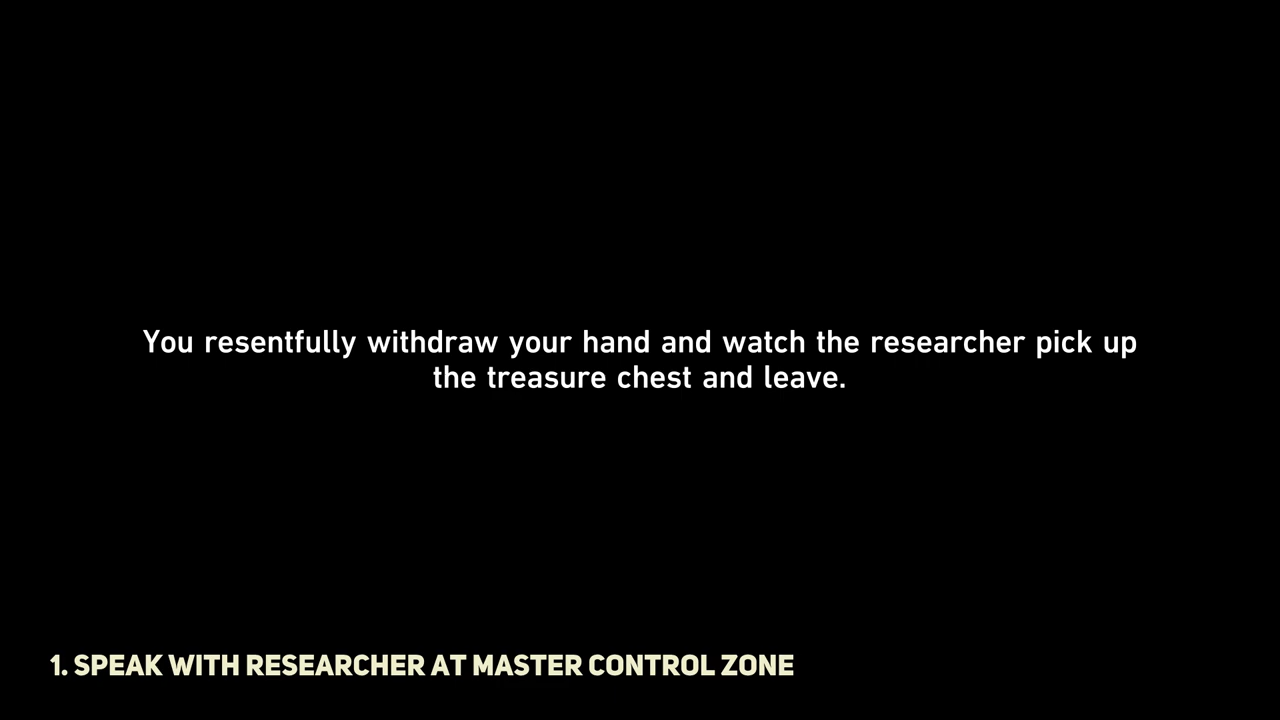 You resentfully withdraw your hand and watch the researcher pick up
the treasure chest and leave.
1. SPEAK WITH RESEARCHER AT MASTER CONTROL ZONE